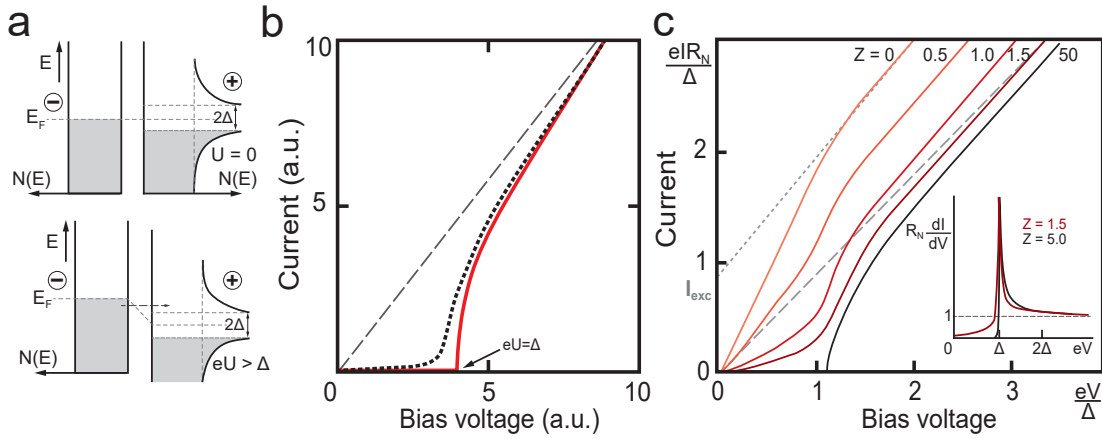 a
E
⊖
⊕
E_F
2Δ
U = 0
N(E)
N(E)
E
⊖
⊕
E_F
2Δ
N(E)
eU > Δ
N(E)
b
10
Current (a.u.)
5
eU=Δ
0
5
10
Bias voltage (a.u.)
c
eIR_N
Δ
Z = 0
0.5
1.0
1.5
50
2
Current
1
I_exc
0
R_N dI
dV
Z = 1.5
Z = 5.0
1
0
Δ
2Δ
eV
0
1
2
3
eV
Δ
Bias voltage